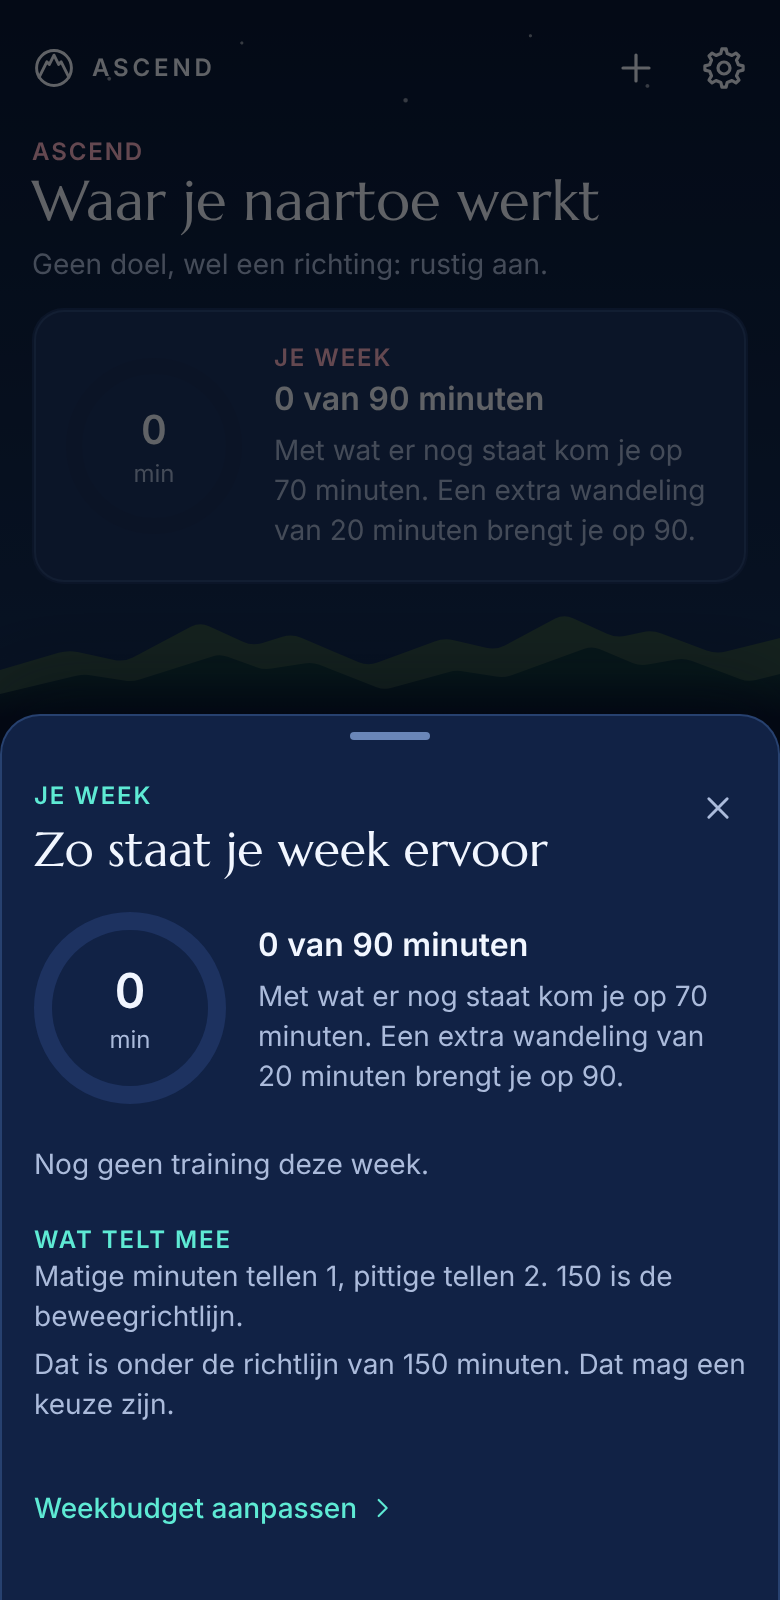 ASCEND
ASCEND
Waar je naartoe werkt
Geen doel, wel een richting: rustig aan.
JE WEEK
0 van 90 minuten
0
min
Met wat er nog staat kom je op
70 minuten. Een extra wandeling
van 20 minuten brengt je op 90.
JE WEEK
Zo staat je week ervoor
0 van 90 minuten
0
min
Met wat er nog staat kom je op 70
minuten. Een extra wandeling van
20 minuten brengt je op 90.
Nog geen training deze week.
WAT TELT MEE
Matige minuten tellen 1, pittige tellen 2. 150 is de
beweegrichtlijn.
Dat is onder de richtlijn van 150 minuten. Dat mag een
keuze zijn.
Weekbudget aanpassen